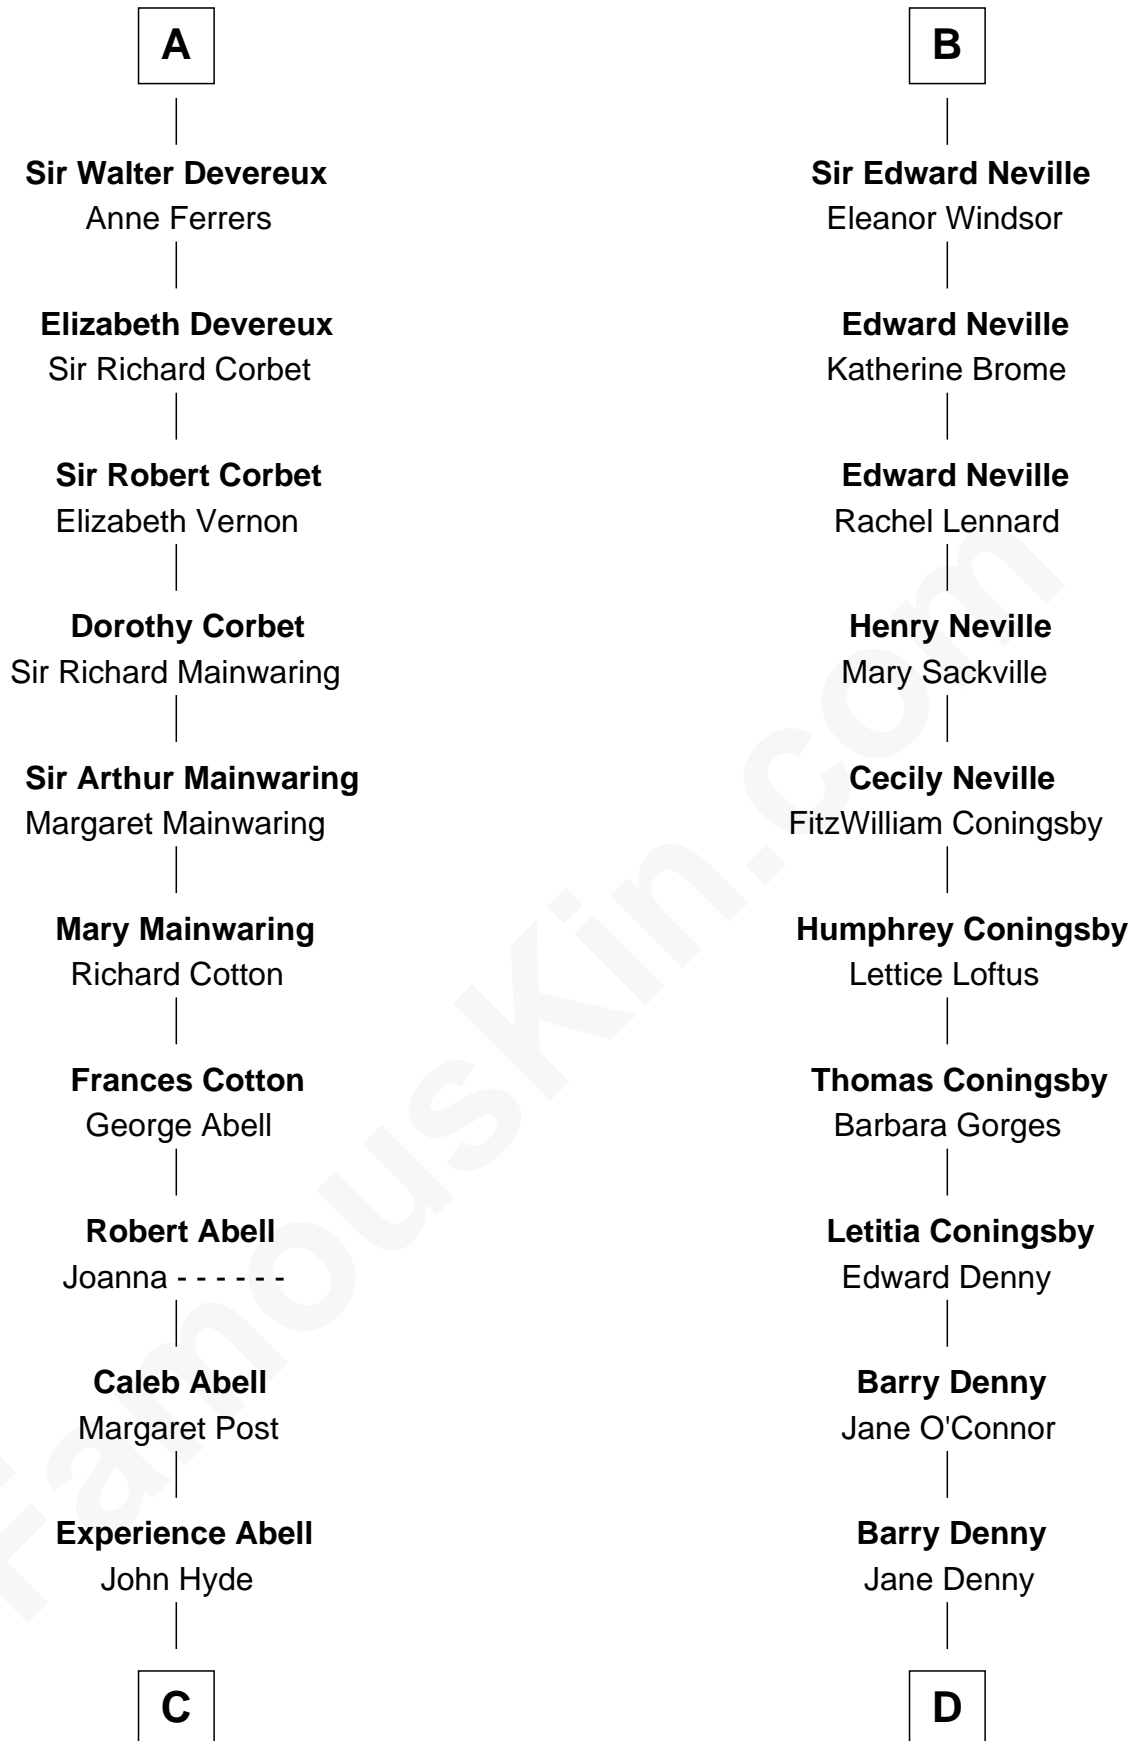 A
Sir Walter Devereux
Anne Ferrers
Elizabeth Devereux
Sir Richard Corbet
Sir Robert Corbet
Elizabeth Vernon
Dorothy Corbet
Sir Richard Mainwaring
Sir Arthur Mainwaring
Margaret Mainwaring
Mary Mainwaring
Richard Cotton
Frances Cotton
George Abell
Robert Abell
Joanna - - - - - -
Caleb Abell
Margaret Post
Experience Abell
John Hyde
C
B
Sir Edward Neville
Eleanor Windsor
Edward Neville
Katherine Brome
Edward Neville
Rachel Lennard
Henry Neville
Mary Sackville
Cecily Neville
FitzWilliam Coningsby
Humphrey Coningsby
Lettice Loftus
Thomas Coningsby
Barbara Gorges
Letitia Coningsby
Edward Denny
Barry Denny
Jane O'Connor
Barry Denny
Jane Denny
D
FamousKin.com